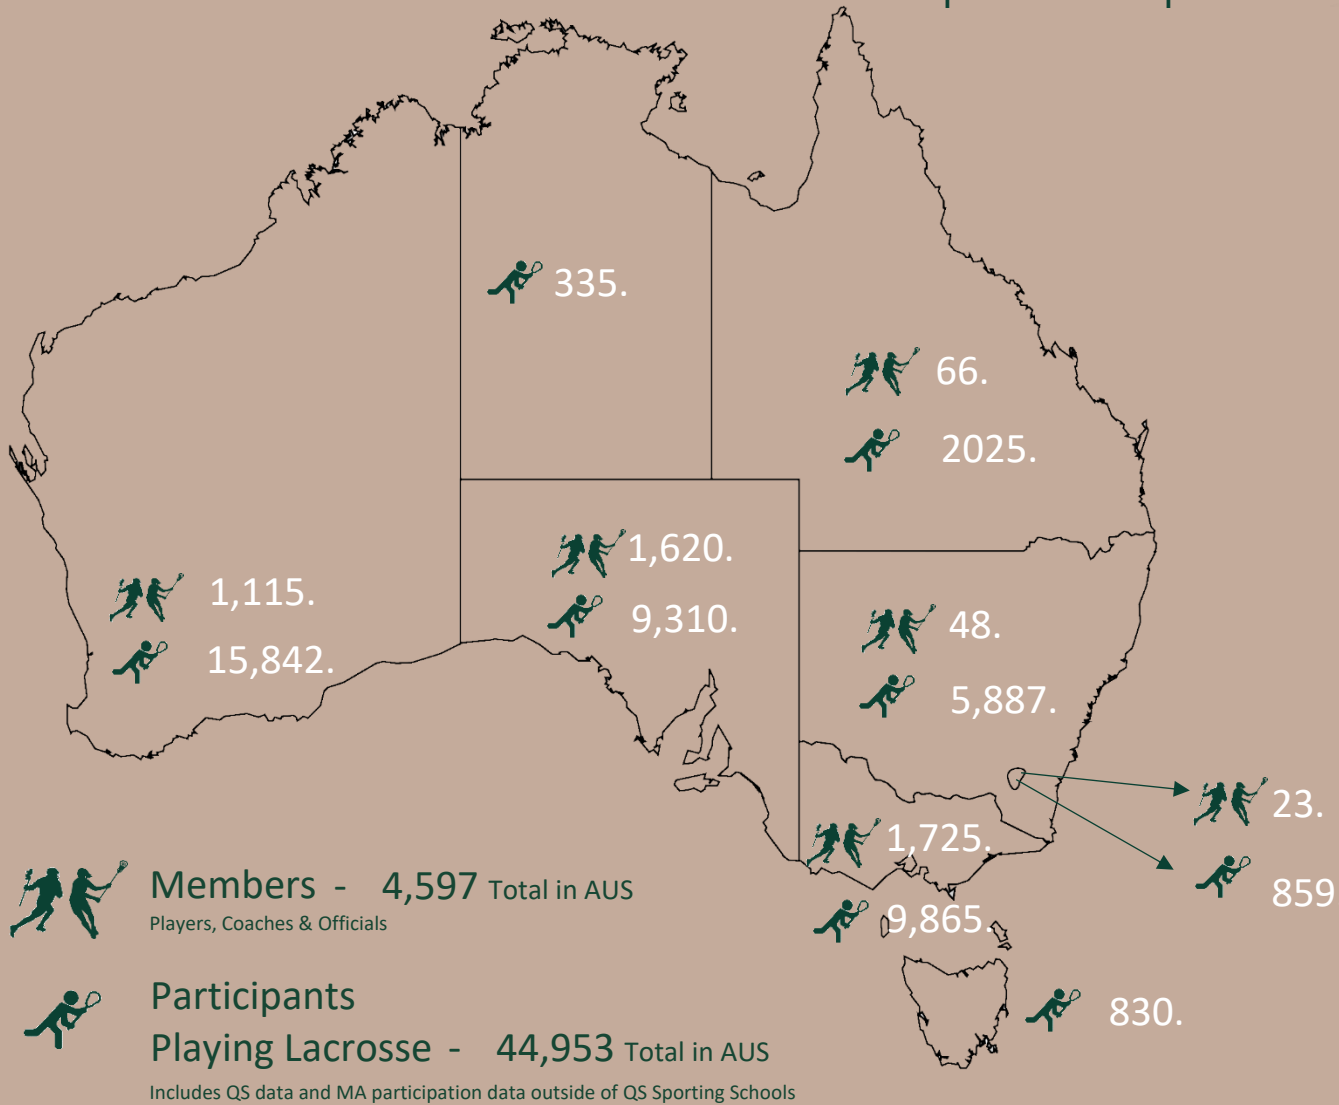 335.
66.
2025.
1,620.
9,310.
1,115.
15,842.
48.
5,887.
23.
859
1,725.
9,865.
830.
Members - 4,597 Total in AUS
Players, Coaches & Officials
Participants
Playing Lacrosse - 44,953 Total in AUS
Includes QS data and MA participation data outside of QS Sporting Schools